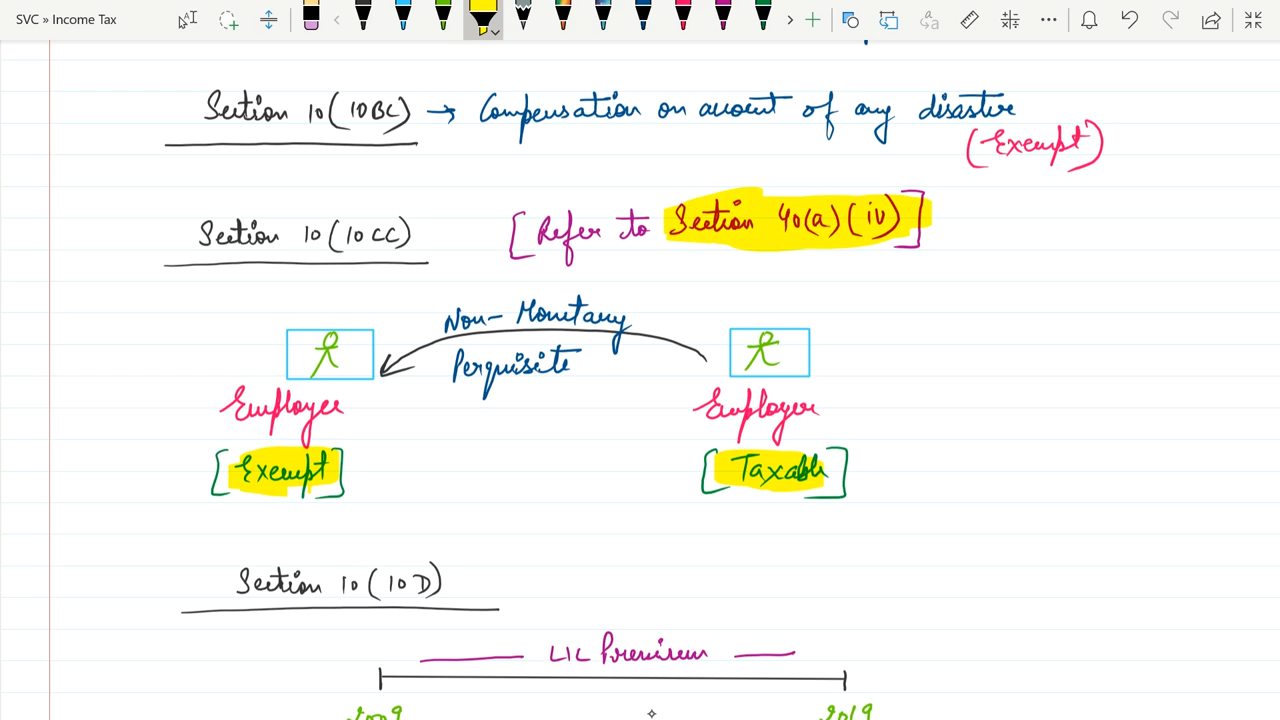 SVC » Income Tax
Section 10(10BC) → Compensation on account of any disaster
(Exempt)
Section 10(10CC) [Refer to Section 40(a)(iv)]
Non-Monetary
Perquisite
Employee Employer
[Exempt] [Taxable]
Section 10(10D)
LIC Premium
2009 2019